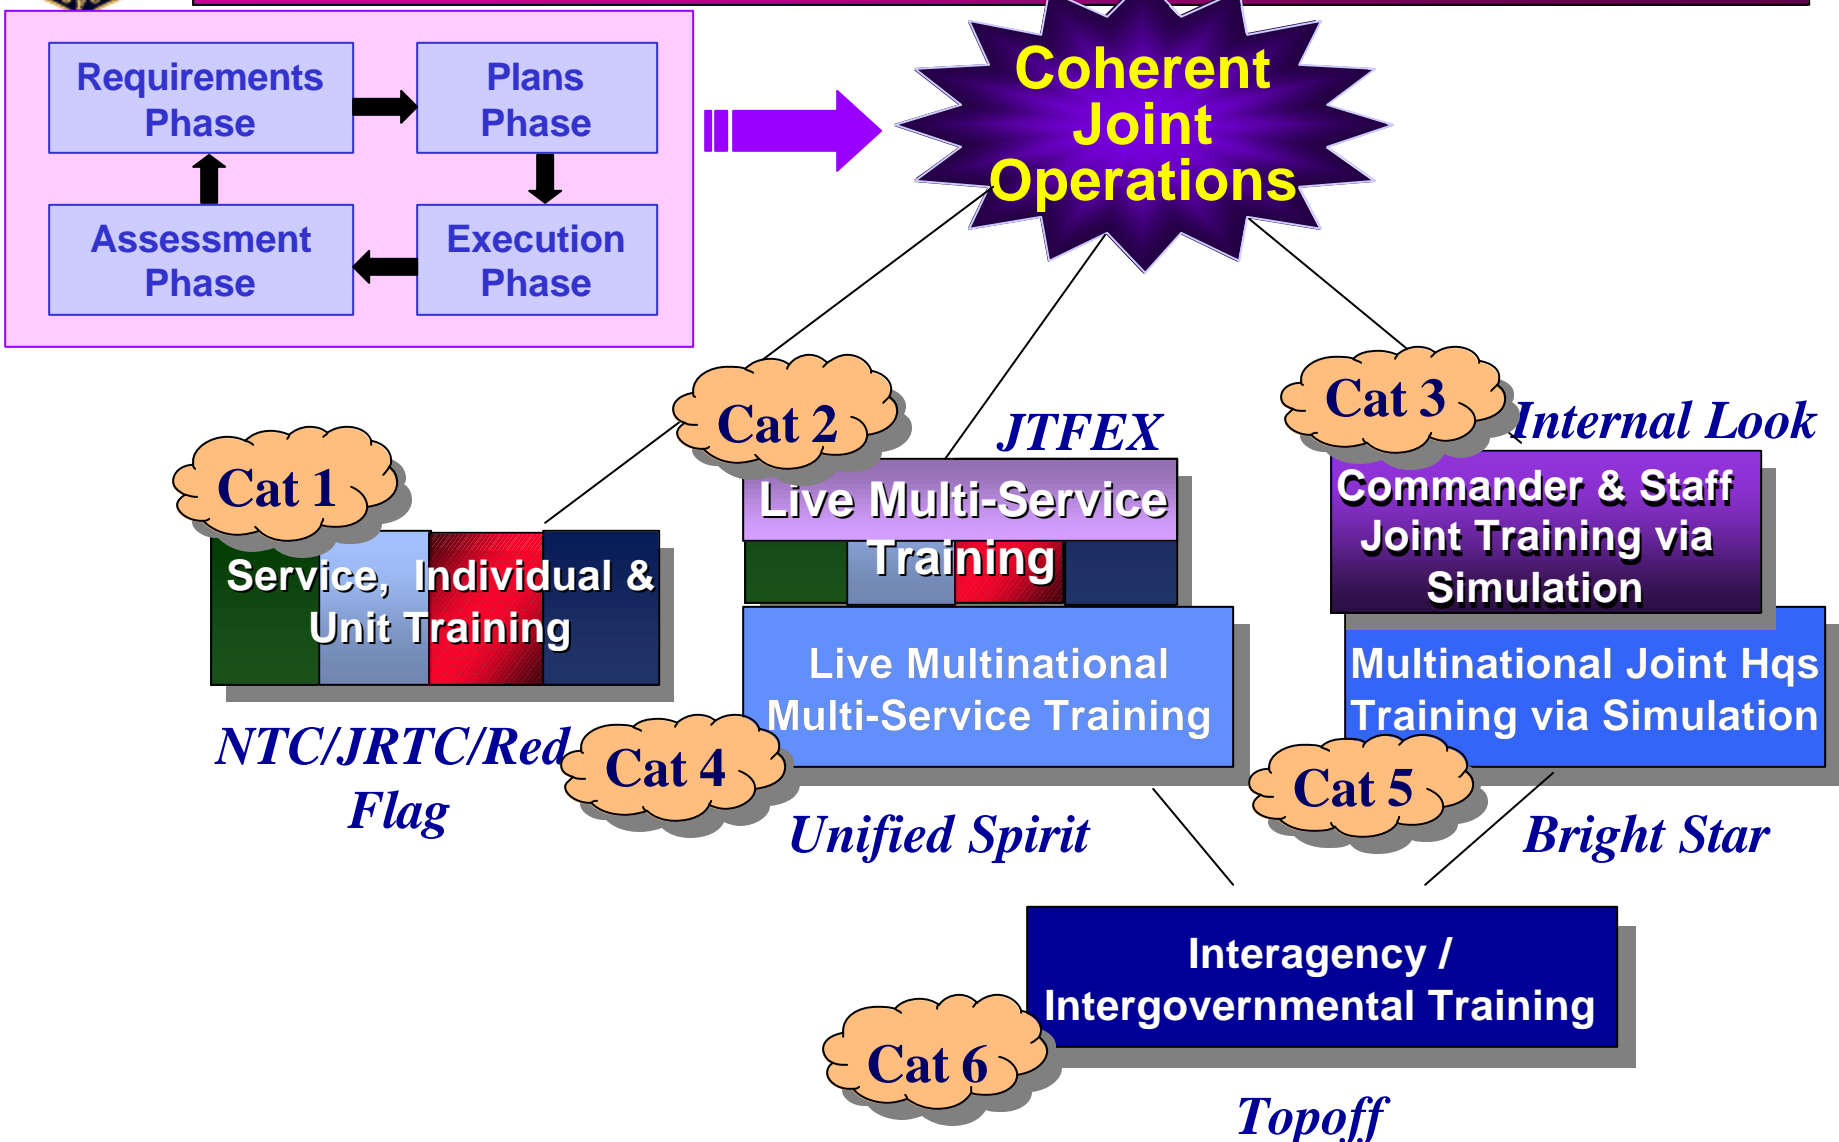 Requirements
Phase
Plans
Phase
Assessment
Phase
Execution
Phase
Coherent
Joint
Operations
Cat 1
Service, Individual &
Unit Training
NTC/JRTC/Red
Flag
Cat 2
JTFEX
Live Multi-Service
Training
Live Multinational
Multi-Service Training
Cat 4
Unified Spirit
Cat 3
Internal Look
Commander & Staff
Joint Training via
Simulation
Multinational Joint Hqs
Training via Simulation
Cat 5
Bright Star
Interagency /
Intergovernmental Training
Cat 6
Topoff